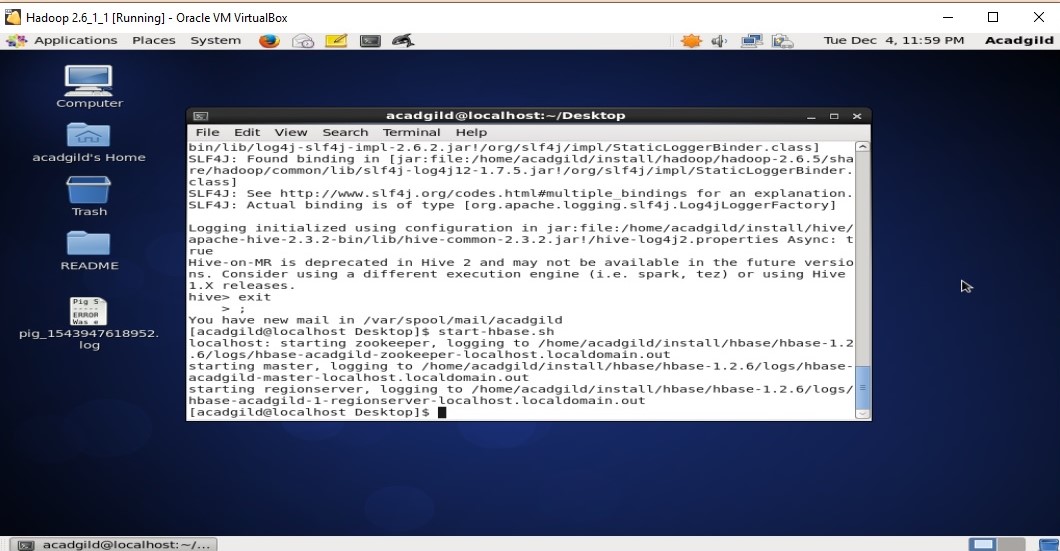 Hadoop 2.6_1_1 [Running] - Oracle VM VirtualBox
Applications Places System Tue Dec 4, 11:59 PM Acadgild
Computer
acadgild's Home
Trash
README
Pig S
ERROR
Was e
pig_1543947618952.
log
acadgild@localhost:~/Desktop
File Edit View Search Terminal Help
bin/lib/log4j-slf4j-impl-2.6.2.jar!/org/slf4j/impl/StaticLoggerBinder.class]
SLF4J: Found binding in [jar:file:/home/acadgild/install/hadoop/hadoop-2.6.5/sha
re/hadoop/common/lib/slf4j-log4j12-1.7.5.jar!/org/slf4j/impl/StaticLoggerBinder.
class]
SLF4J: See http://www.slf4j.org/codes.html#multiple_bindings for an explanation.
SLF4J: Actual binding is of type [org.apache.logging.slf4j.Log4jLoggerFactory]
Logging initialized using configuration in jar:file:/home/acadgild/install/hive/
apache-hive-2.3.2-bin/lib/hive-common-2.3.2.jar!/hive-log4j2.properties Async: t
rue
Hive-on-MR is deprecated in Hive 2 and may not be available in the future versio
ns. Consider using a different execution engine (i.e. spark, tez) or using Hive
1.X releases.
hive> exit
> ;
You have new mail in /var/spool/mail/acadgild
[acadgild@localhost Desktop]$ start-hbase.sh
localhost: starting zookeeper, logging to /home/acadgild/install/hbase/hbase-1.2
.6/logs/hbase-acadgild-zookeeper-localhost.localdomain.out
starting master, logging to /home/acadgild/install/hbase/hbase-1.2.6/logs/hbase-
acadgild-master-localhost.localdomain.out
starting regionserver, logging to /home/acadgild/install/hbase/hbase-1.2.6/logs/
hbase-acadgild-1-regionserver-localhost.localdomain.out
[acadgild@localhost Desktop]$
acadgild@localhost:~/...